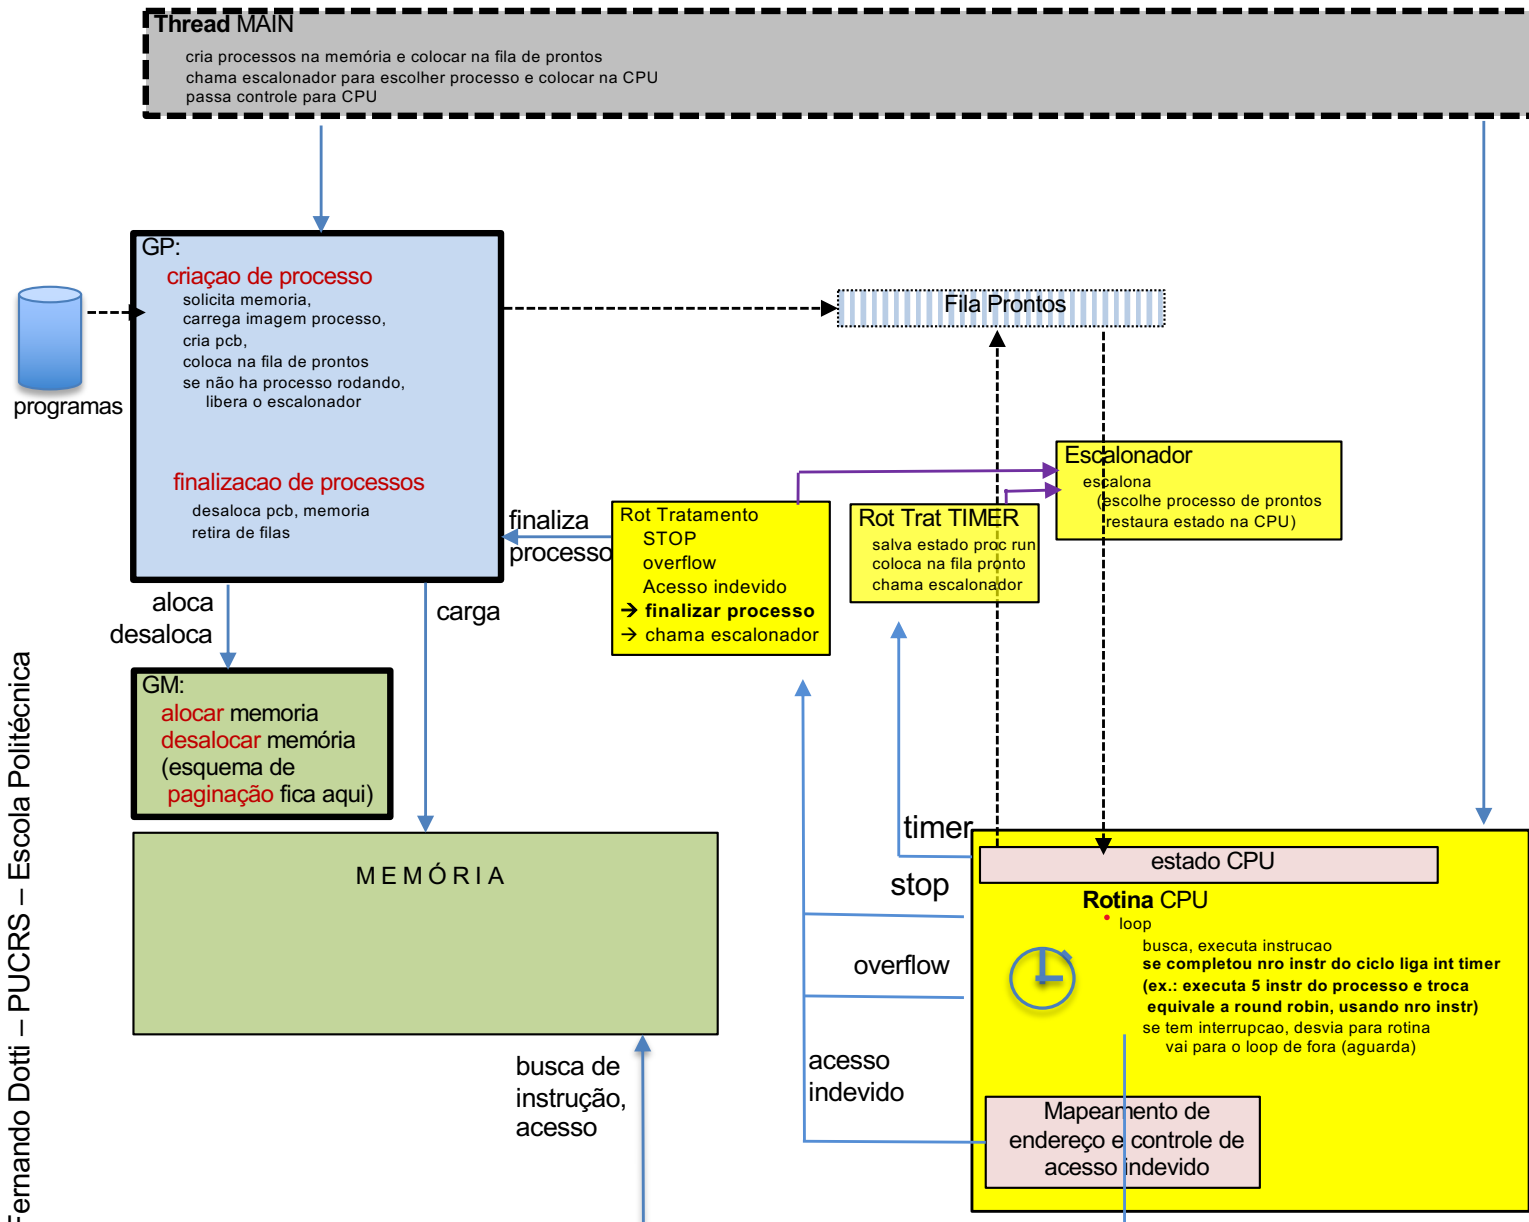 Thread MAIN
cria processos na memória e colocar na fila de prontos
chama escalonador para escolher processo e colocar na CPU
passa controle para CPU
GP:
criaçao de processo
solicita memoria,
carrega imagem processo,
cria pcb,
coloca na fila de prontos
se não ha processo rodando,
libera o escalonador
finalizacao de processos
desaloca pcb, memoria
retira de filas
programas
Fila Prontos
Escalonador
escalona
(escolhe processo de prontos
restaura estado na CPU)
finaliza
processo
Rot Tratamento
STOP
overflow
Acesso indevido
→ finalizar processo
→ chama escalonador
Rot Trat TIMER
salva estado proc run
coloca na fila pronto
chama escalonador
aloca
desaloca
carga
GM:
alocar memoria
desalocar memória
(esquema de
paginação fica aqui)
MEMÓRIA
timer
stop
overflow
acesso
indevido
busca de
instrução,
acesso
estado CPU
Rotina CPU
• loop
busca, executa instrucao
se completou nro instr do ciclo liga int timer
(ex.: executa 5 instr do processo e troca
equivale a round robin, usando nro instr)
se tem interrupcao, desvia para rotina
vai para o loop de fora (aguarda)
Mapeamento de
endereço e controle de
acesso indevido
Fernando Dotti – PUCRS – Escola Politécnica